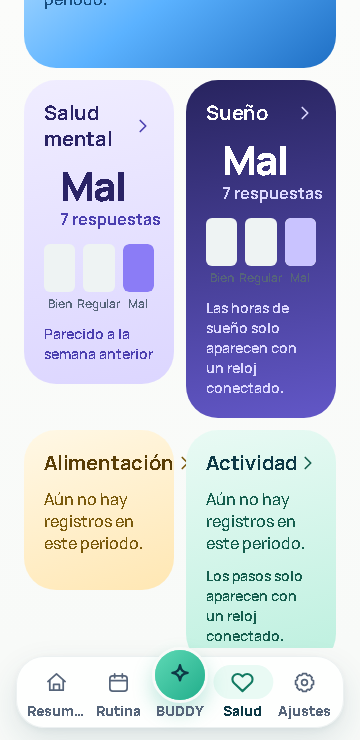 periodo.
Salud
mental
Mal
7 respuestas
Bien Regular Mal
Parecido a la
semana anterior
Sueño
Mal
7 respuestas
Bien Regular Mal
Las horas de
sueño solo
aparecen con
un reloj
conectado.
Alimentación
Aún no hay
registros en
este periodo.
Actividad
Aún no hay
registros en
este periodo.
Los pasos solo
aparecen con
un reloj
conectado.
Resum... Rutina BUDDY Salud Ajustes